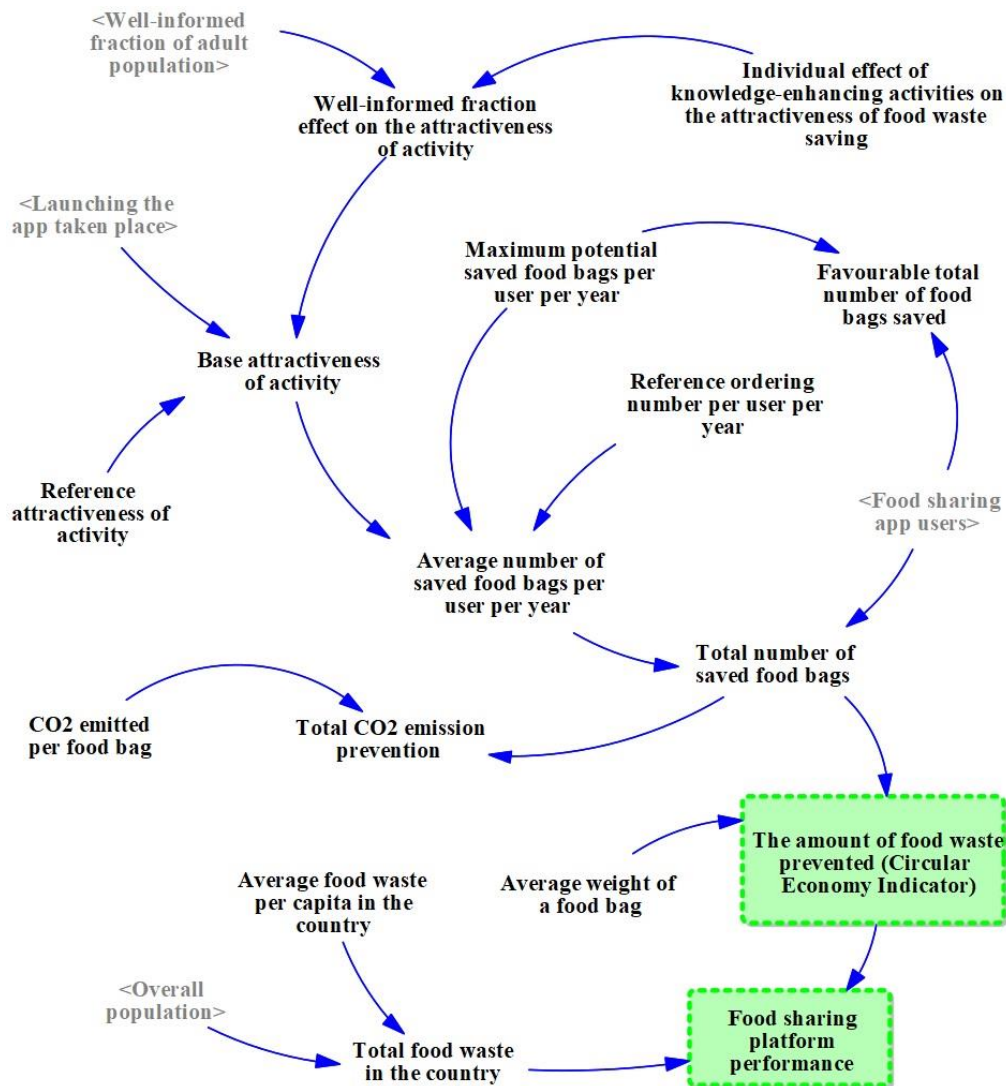 <Well-informed
fraction of adult
population>
Individual effect of
knowledge-enhancing activities on
the attractiveness of food waste
saving
Well-informed fraction
effect on the attractiveness
of activity
<Launching the
app taken place>
Maximum potential
saved food bags per
user per year
Favourable total
number of food
bags saved
Base attractiveness
of activity
Reference ordering
number per user per
year
Reference
attractiveness of
activity
<Food sharing
app users>
Average number of
saved food bags per
user per year
Total number of
saved food bags
CO2 emitted
per food bag
Total CO2 emission
prevention
The amount of food waste
prevented (Circular
Economy Indicator)
Average weight of
a food bag
Average food waste
per capita in the
country
<Overall
population>
Food sharing
platform
performance
Total food waste
in the country